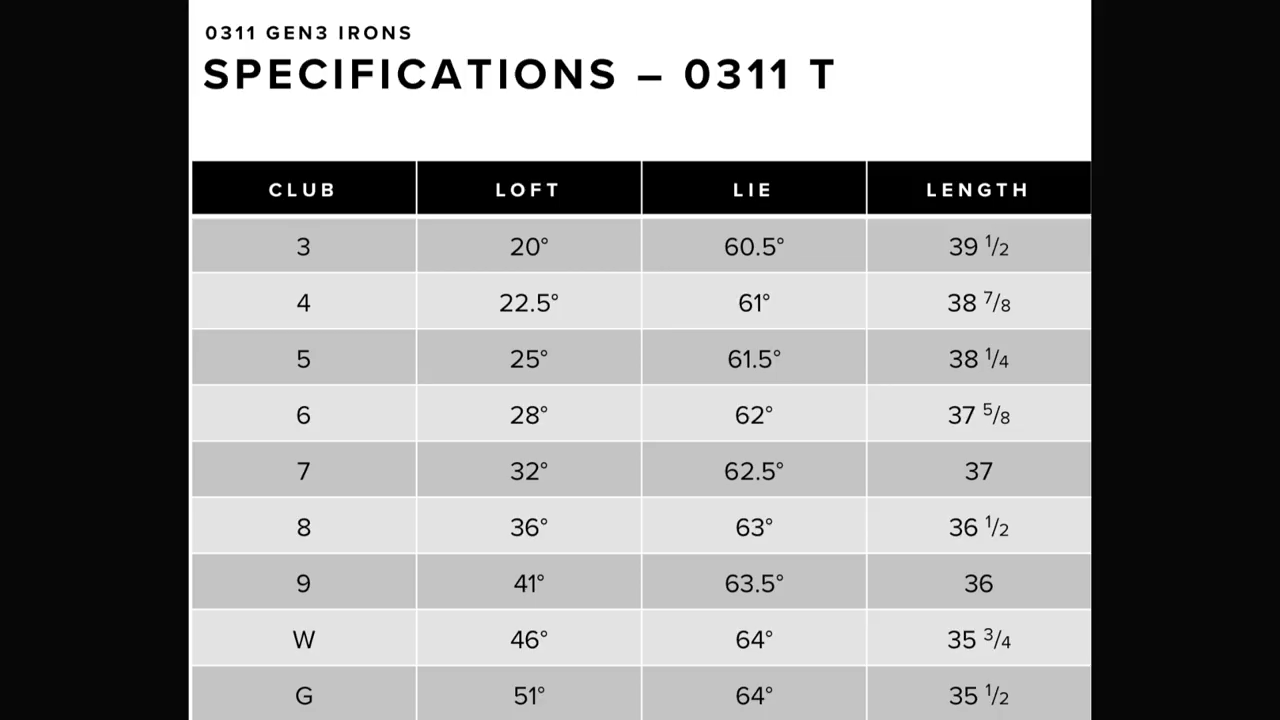 0311 GEN3 IRONS
SPECIFICATIONS – 0311 T
CLUB LOFT LIE LENGTH
3 20° 60.5° 39 1/2
4 22.5° 61° 38 7/8
5 25° 61.5° 38 1/4
6 28° 62° 37 5/8
7 32° 62.5° 37
8 36° 63° 36 1/2
9 41° 63.5° 36
W 46° 64° 35 3/4
G 51° 64° 35 1/2